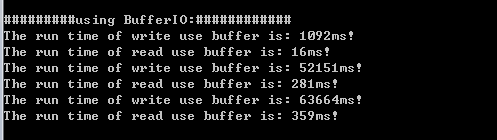 #########using BufferIO:############
The run time of write use buffer is: 1092ms!
The run time of read use buffer is: 16ms!
The run time of write use buffer is: 52151ms!
The run time of read use buffer is: 281ms!
The run time of write use buffer is: 63664ms!
The run time of read use buffer is: 359ms!